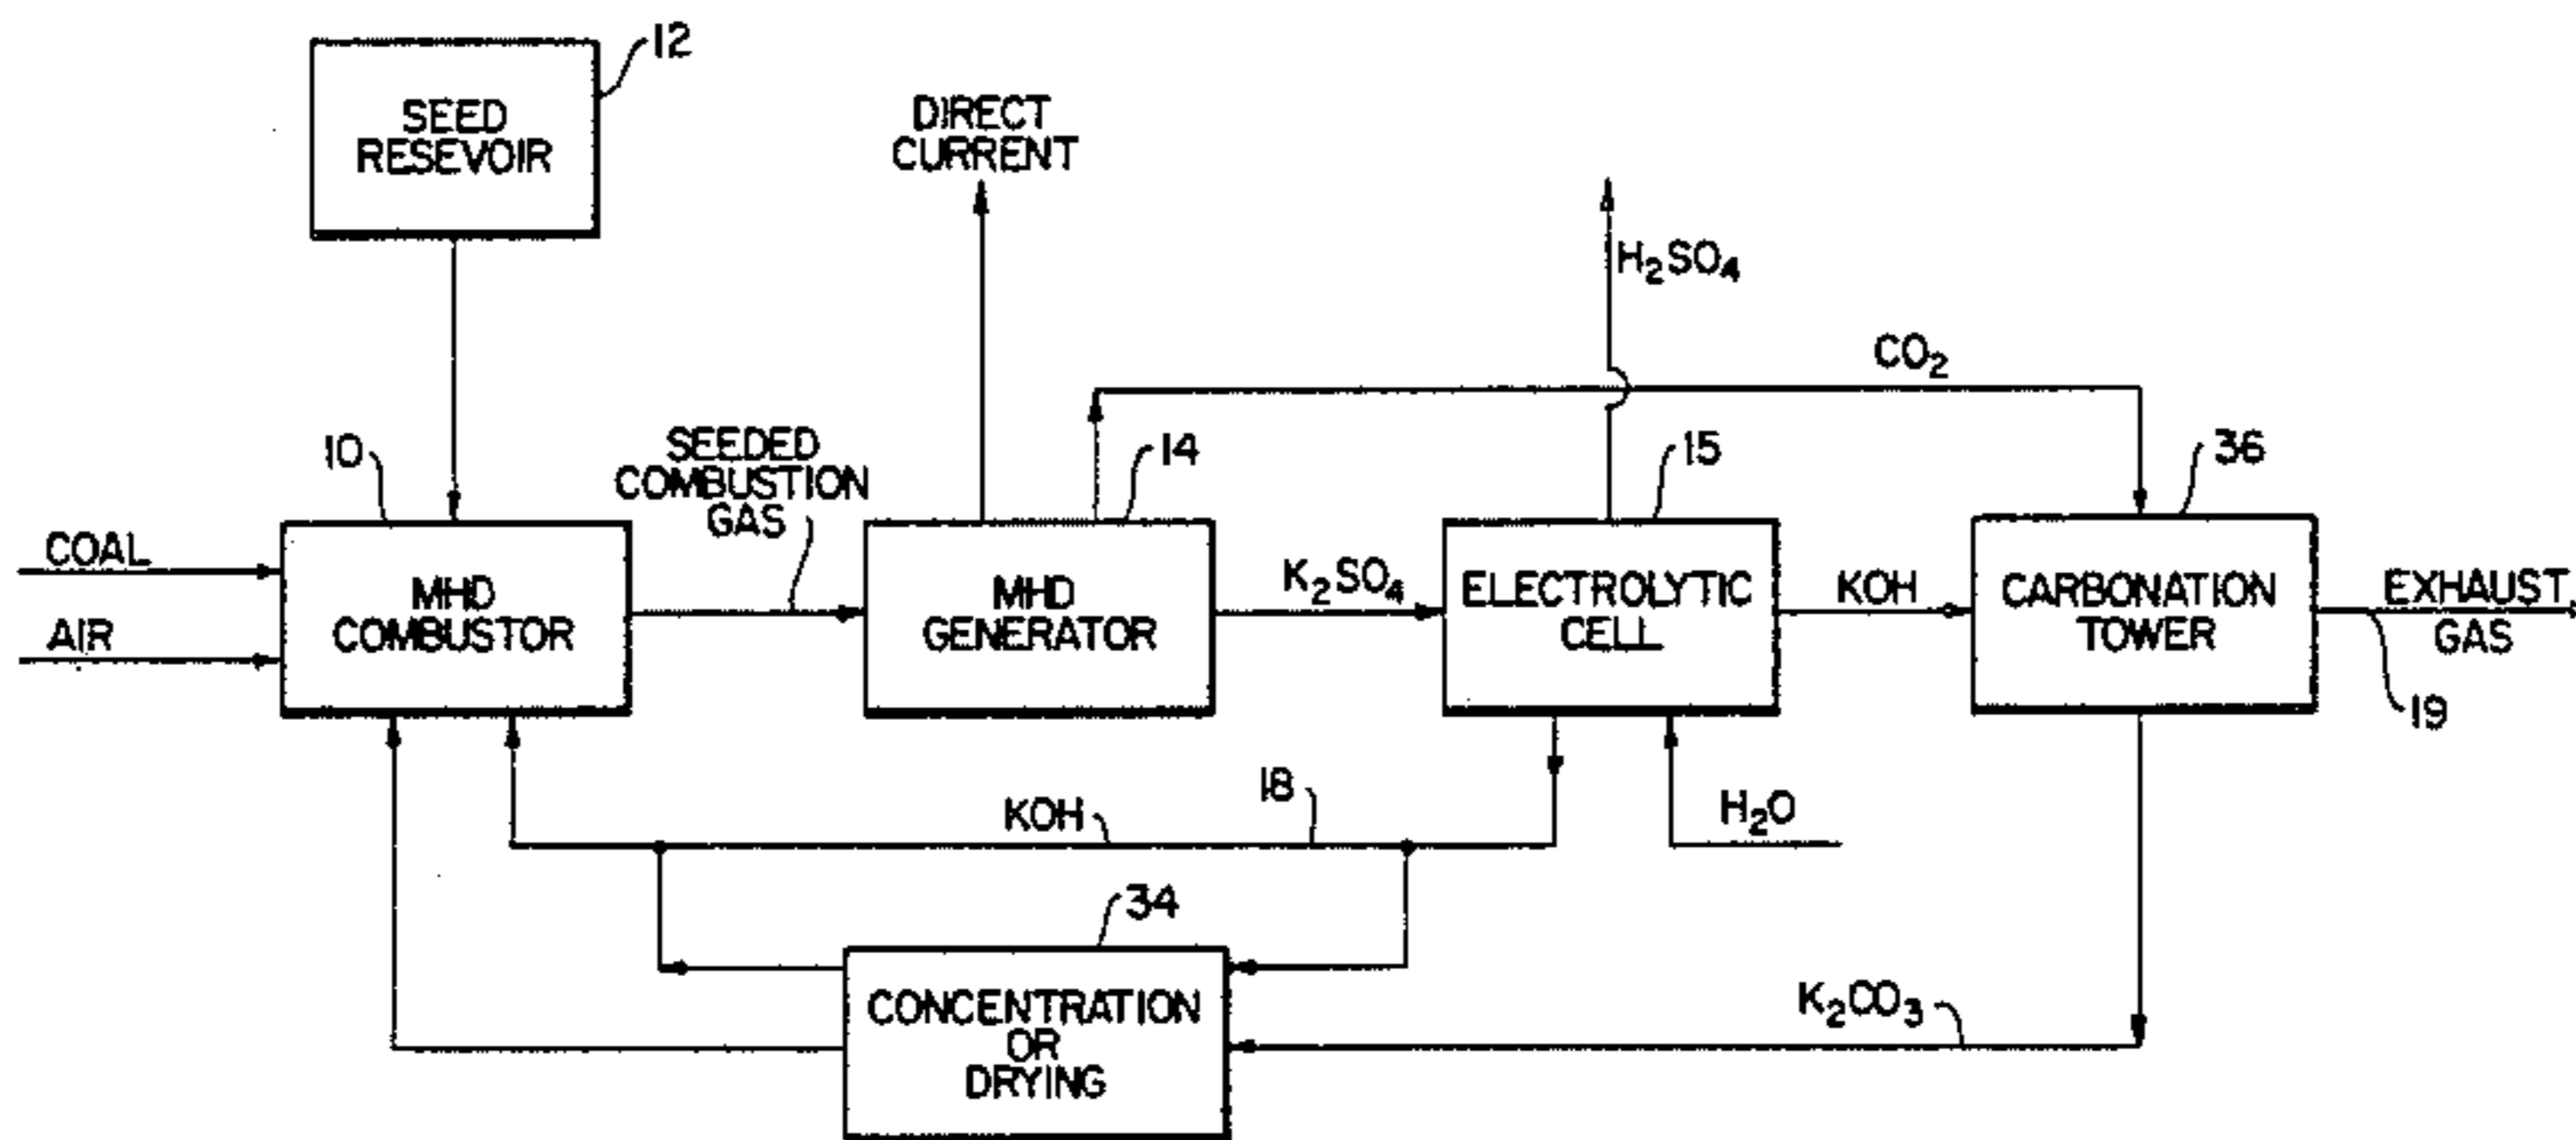 12
SEED
RESEVOIR
DIRECT
CURRENT
H₂SO₄
CO₂
10
SEEDED
COMBUSTION
GAS
14
15
36
COAL
AIR
MHD
COMBUSTOR
MHD
GENERATOR
K₂SO₄
ELECTROLYTIC
CELL
KOH
CARBONATION
TOWER
EXHAUST
GAS
19
KOH
18
H₂O
34
CONCENTRATION
OR
DRYING
K₂CO₃